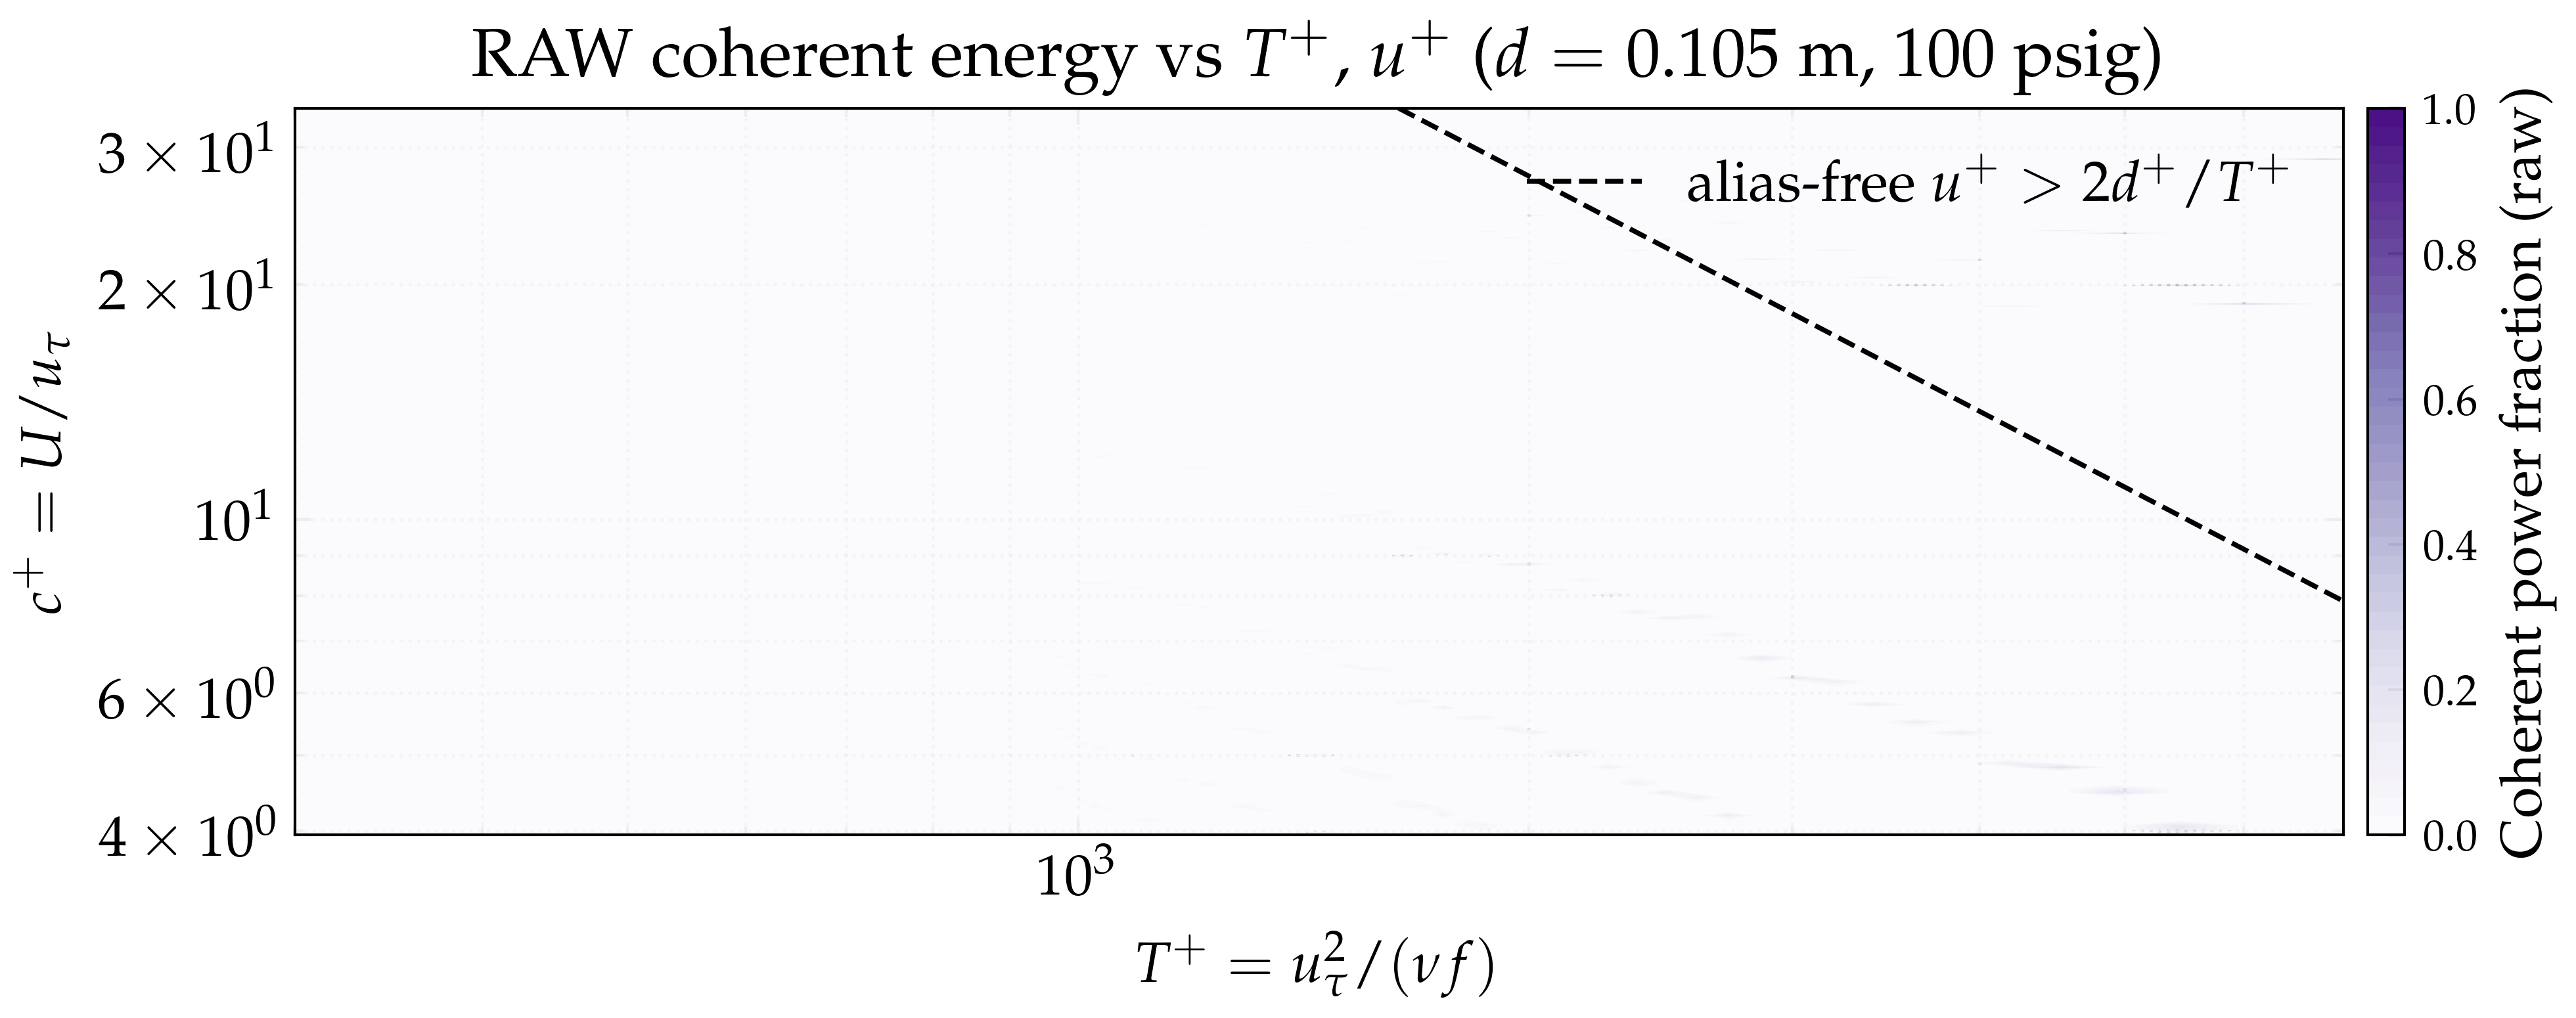 RAW coherent energy vs T⁺, u⁺ (d = 0.105 m, 100 psig)
c⁺ = U/u_τ
3 × 10¹
2 × 10¹
10¹
6 × 10⁰
4 × 10⁰
alias-free u⁺ > 2d⁺/T⁺
10³
T⁺ = u_τ²/(νf)
1.0
0.8
0.6
0.4
0.2
0.0
Coherent power fraction (raw)